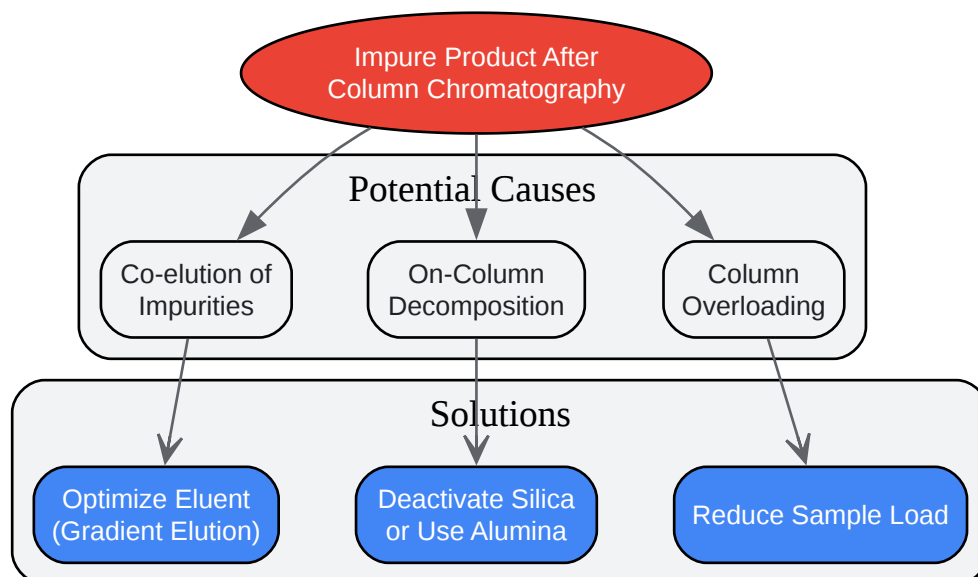 Impure Product After
Column Chromatography
Potential Causes
Co-elution of
Impurities
On-Column
Decomposition
Column
Overloading
Solutions
Optimize Eluent
(Gradient Elution)
Deactivate Silica
or Use Alumina
Reduce Sample Load